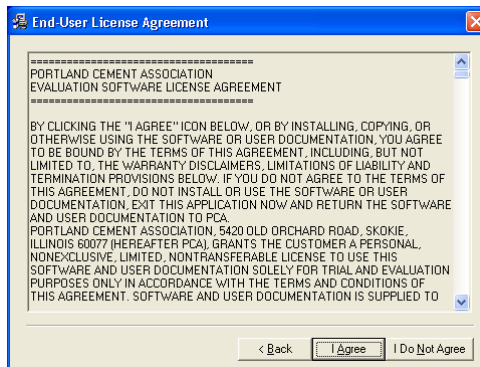 End-User License Agreement
=====================================
PORTLAND CEMENT ASSOCIATION
EVALUATION SOFTWARE LICENSE AGREEMENT
=====================================
BY CLICKING THE "I AGREE" ICON BELOW, OR BY INSTALLING, COPYING, OR
OTHERWISE USING THE SOFTWARE OR USER DOCUMENTATION, YOU AGREE
TO BE BOUND BY THE TERMS OF THIS AGREEMENT, INCLUDING, BUT NOT
LIMITED TO, THE WARRANTY DISCLAIMERS, LIMITATIONS OF LIABILITY AND
TERMINATION PROVISIONS BELOW. IF YOU DO NOT AGREE TO THE TERMS OF
THIS AGREEMENT, DO NOT INSTALL OR USE THE SOFTWARE OR USER
DOCUMENTATION, EXIT THIS APPLICATION NOW AND RETURN THE SOFTWARE
AND USER DOCUMENTATION TO PCA.
PORTLAND CEMENT ASSOCIATION, 5420 OLD ORCHARD ROAD, SKOKIE,
ILLINOIS 60077 (HEREAFTER PCA), GRANTS THE CUSTOMER A PERSONAL,
NONEXCLUSIVE, LIMITED, NONTRANSFERABLE LICENSE TO USE THIS
SOFTWARE AND USER DOCUMENTATION SOLELY FOR TRIAL AND EVALUATION
PURPOSES ONLY IN ACCORDANCE WITH THE TERMS AND CONDITIONS OF
THIS AGREEMENT. SOFTWARE AND USER DOCUMENTATION IS SUPPLIED TO
< Back I Agree I Do Not Agree